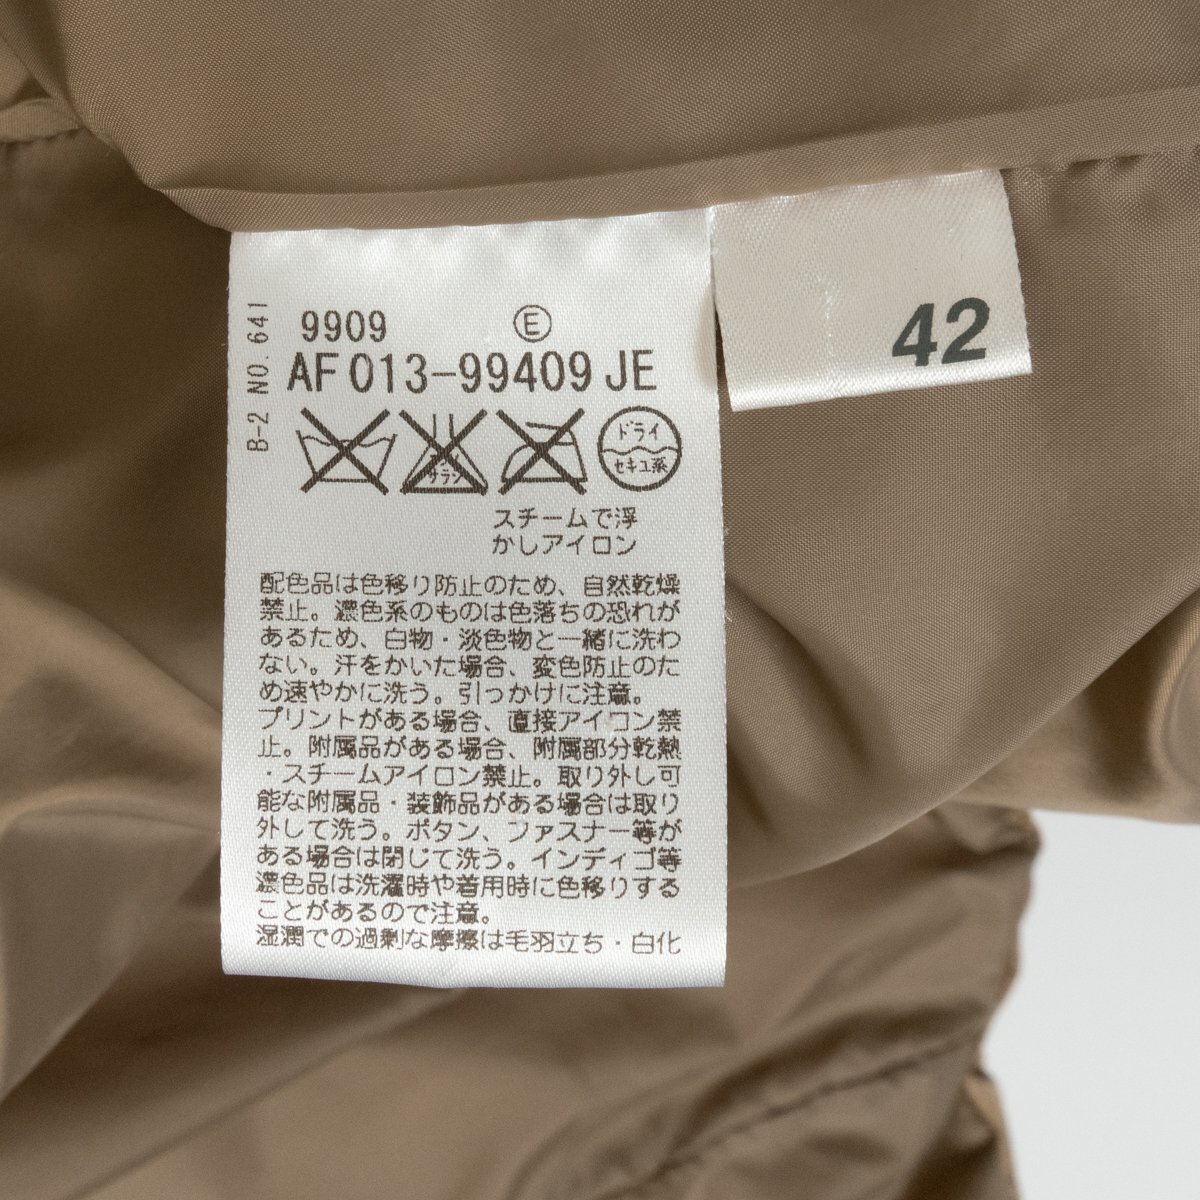 B-2 NO.641
9909 Ⓔ
AF013-99409 JE
サラシ
ドライ
セキユ系
スチームで浮
かしアイロン
配色品は色移り防止のため、自然乾燥
禁止。濃色系のものは色落ちの恐れが
あるため、白物・淡色物と一緒に洗わ
ない。汗をかいた場合、変色防止のた
め速やかに洗う。引っかけに注意。
プリントがある場合、直接アイロン禁
止。附属品がある場合、附属部分乾熱
・スチームアイロン禁止。取り外し可
能な附属品・装飾品がある場合は取り
外して洗う。ボタン、ファスナー等が
ある場合は閉じて洗う。インディゴ等
濃色品は洗濯時や着用時に色移りする
ことがあるので注意。
湿潤での過剰な摩擦は毛羽立ち・白化
42